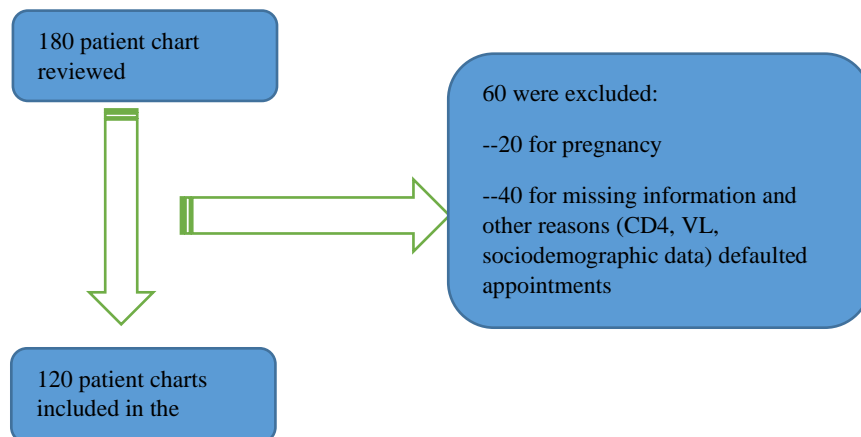 180 patient chart
reviewed
60 were excluded:
--20 for pregnancy
--40 for missing information and
other reasons (CD4, VL,
sociodemographic data) defaulted
appointments
120 patient charts
included in the